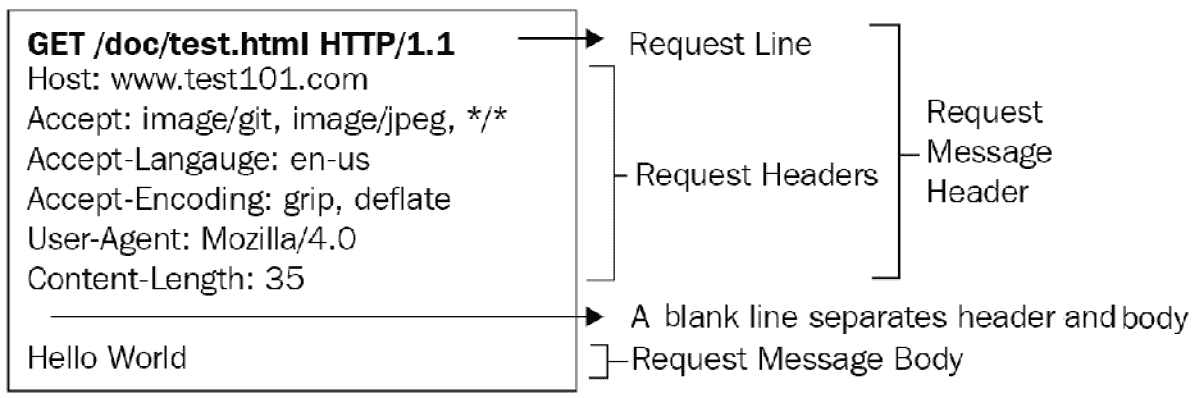 GET /doc/test.html HTTP/1.1
Request Line
Host: www.test101.com
Accept: image/git, image/jpeg, */*
Accept-Langauge: en-us
Accept-Encoding: grip, deflate
User-Agent: Mozilla/4.0
Content-Length: 35
Request Headers
Request
Message
Header
A blank line separates header and body
Hello World
Request Message Body